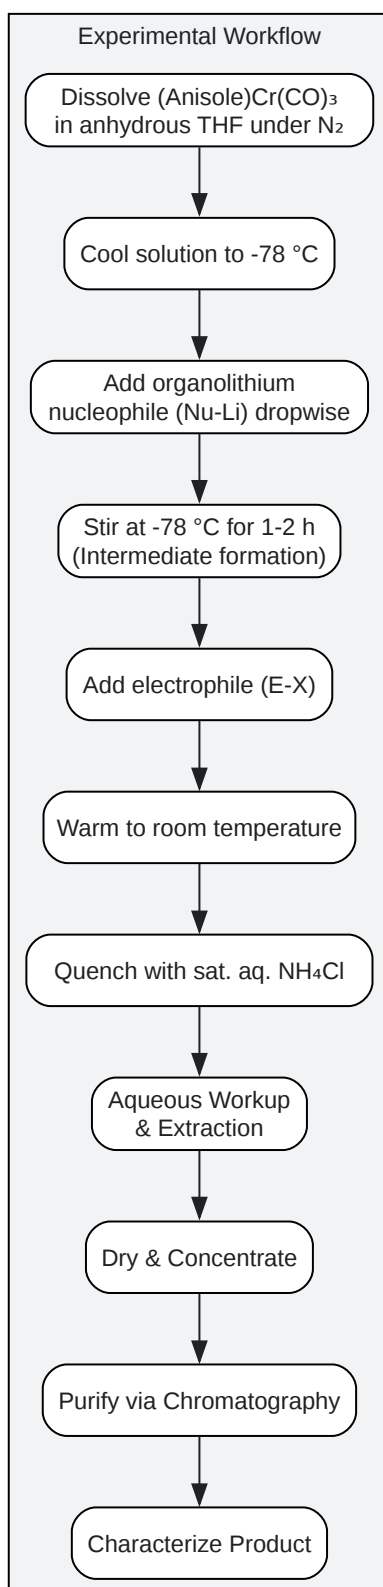 Experimental Workflow
Dissolve (Anisole)Cr(CO)₃
in anhydrous THF under N₂
Cool solution to -78 °C
Add organolithium
nucleophile (Nu-Li) dropwise
Stir at -78 °C for 1-2 h
(Intermediate formation)
Add electrophile (E-X)
Warm to room temperature
Quench with sat. aq. NH₄Cl
Aqueous Workup
& Extraction
Dry & Concentrate
Purify via Chromatography
Characterize Product